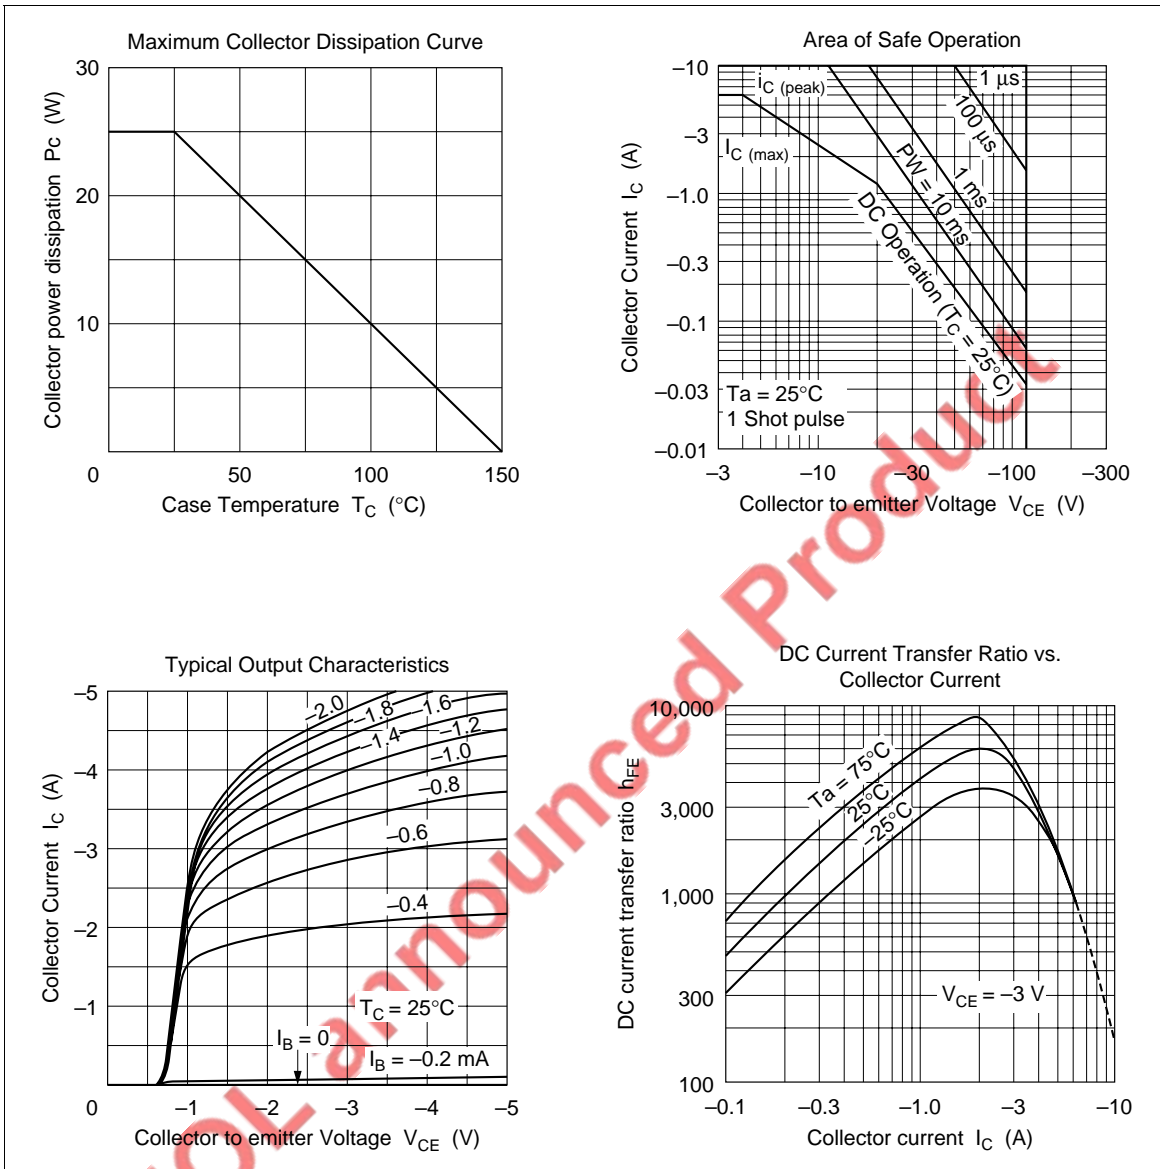 Maximum Collector Dissipation Curve
30
20
10
0
50
100
150
Collector power dissipation Pc (W)
Case Temperature TC (°C)
Area of Safe Operation
–10
–3
–1.0
–0.3
–0.1
–0.03
–0.01
–3
–10
–30
–100
–300
Collector Current IC (A)
Collector to emitter Voltage VCE (V)
iC (peak)
IC (max)
1 μs
100 μs
1 ms
PW = 10 ms
DC Operation (TC = 25°C)
Ta = 25°C
1 Shot pulse
Typical Output Characteristics
–5
–4
–3
–2
–1
0
–1
–2
–3
–4
–5
Collector Current IC (A)
Collector to emitter Voltage VCE (V)
–2.0
–1.8
–1.6
–1.4
–1.2
–1.0
–0.8
–0.6
–0.4
TC = 25°C
IB = 0
IB = –0.2 mA
DC Current Transfer Ratio vs.
Collector Current
10,000
3,000
1,000
300
100
–0.1
–0.3
–1.0
–3
–10
DC current transfer ratio hFE
Collector current IC (A)
Ta = 75°C
25°C
–25°C
VCE = –3 V
OL announced Product